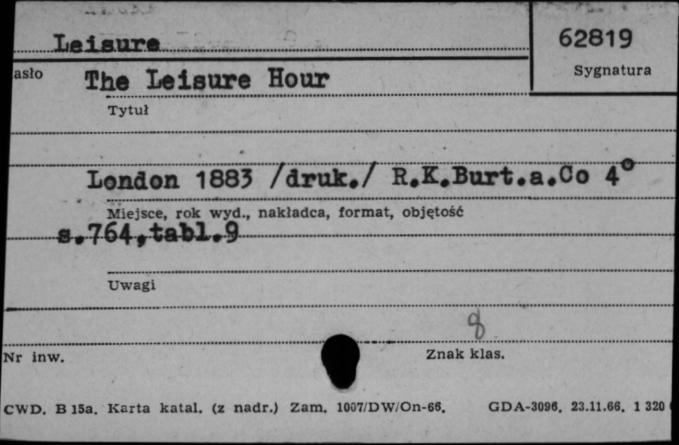 Leisure
62819
asło
Sygnatura
The Leisure Hour
Tytuł
London 1883 /druk./ R.K.Burt.a.Co 4°
Miejsce, rok wyd., nakładca, format, objętość
s.764,tabl.9
Uwagi
8
Nr inw.
Znak klas.
CWD. B 15a. Karta katal. (z nadr.) Zam. 1007/DW/On-66. GDA-3096. 23.11.66. 1 320